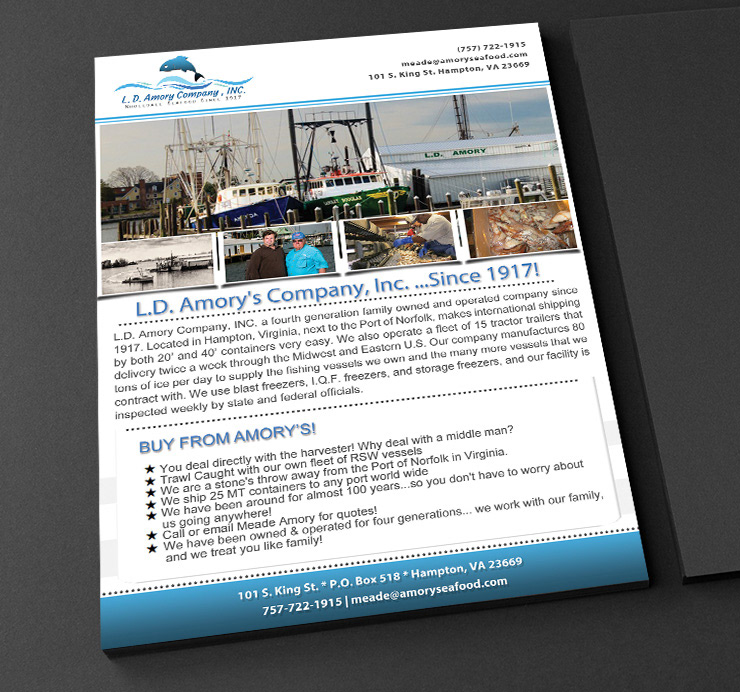 (757) 722-1915
meade@amoryseafood.com
101 S. King St. Hampton, VA 23669
L. D. Amory Company, INC.
Wholesale Seafood Since 1917
L.D. AMORY
L.D. Amory's Company, Inc. ...Since 1917!
L.D. Amory Company, INC. a fourth generation family owned and operated company since
1917. Located in Hampton, Virginia, next to the Port of Norfolk, makes international shipping
by both 20' and 40' containers very easy. We also operate a fleet of 15 tractor trailers that
delivery twice a week through the Midwest and Eastern U.S. Our company manufactures 80
tons of ice per day to supply the fishing vessels we own and the many more vessels that we
contract with. We use blast freezers, I.Q.F. freezers, and storage freezers, and our facility is
inspected weekly by state and federal officials.
BUY FROM AMORY'S!
★ You deal directly with the harvester! Why deal with a middle man?
★ Trawl Caught with our own fleet of RSW vessels
★ We are a stone's throw away from the Port of Norfolk in Virginia.
★ We ship 25 MT containers to any port world wide
★ We have been around for almost 100 years...so you don't have to worry about
★ us going anywhere!
★ Call or email Meade Amory for quotes!
★ We have been owned & operated for four generations... we work with our family,
and we treat you like family!
101 S. King St. * P.O. Box 518 * Hampton, VA 23669
757-722-1915 | meade@amoryseafood.com